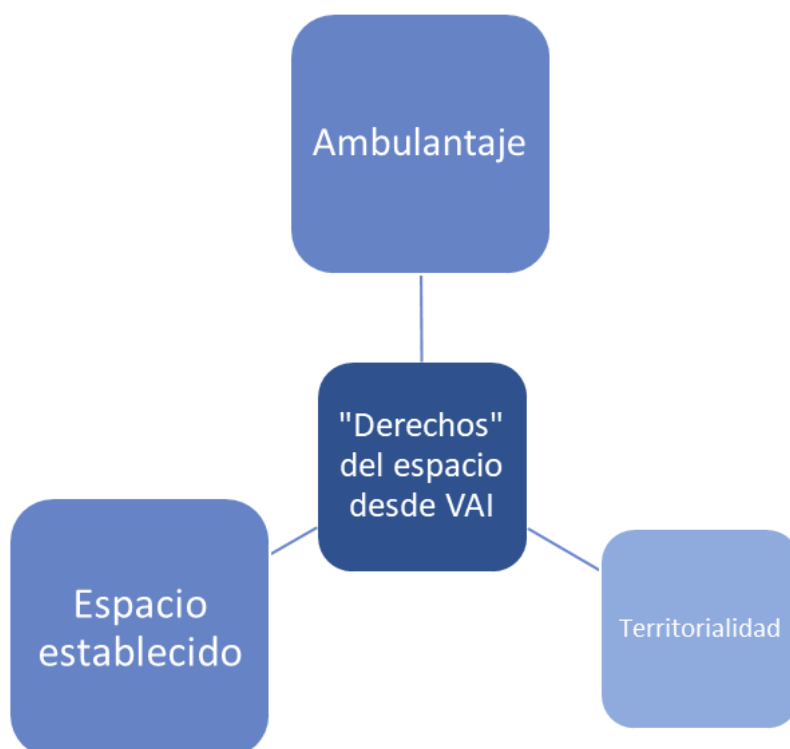 Ambulantaje
"Derechos"
del espacio
desde VAI
Espacio
establecido
Territorialidad